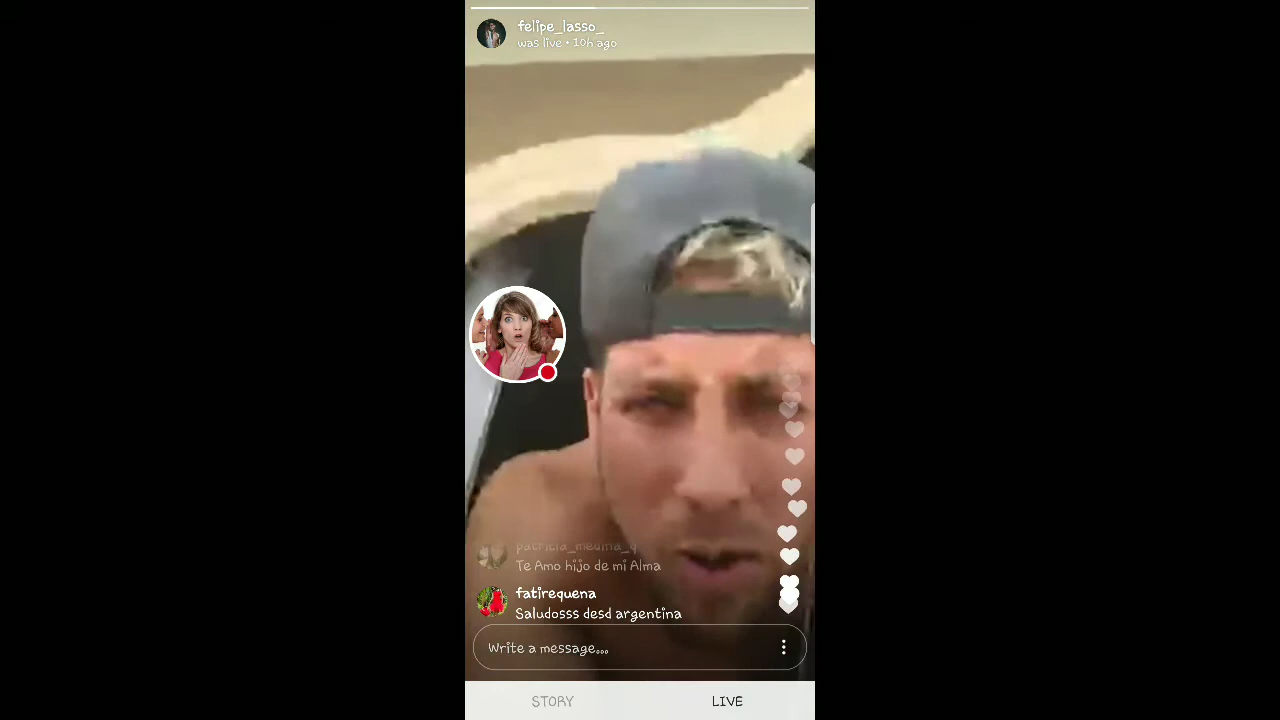 felipe_lasso_
was live • 10h ago
patricia_medina_q
Te Amo hijo de mi Alma
fatirequena
Saludosss desd argentina
Write a message...
STORY
LIVE